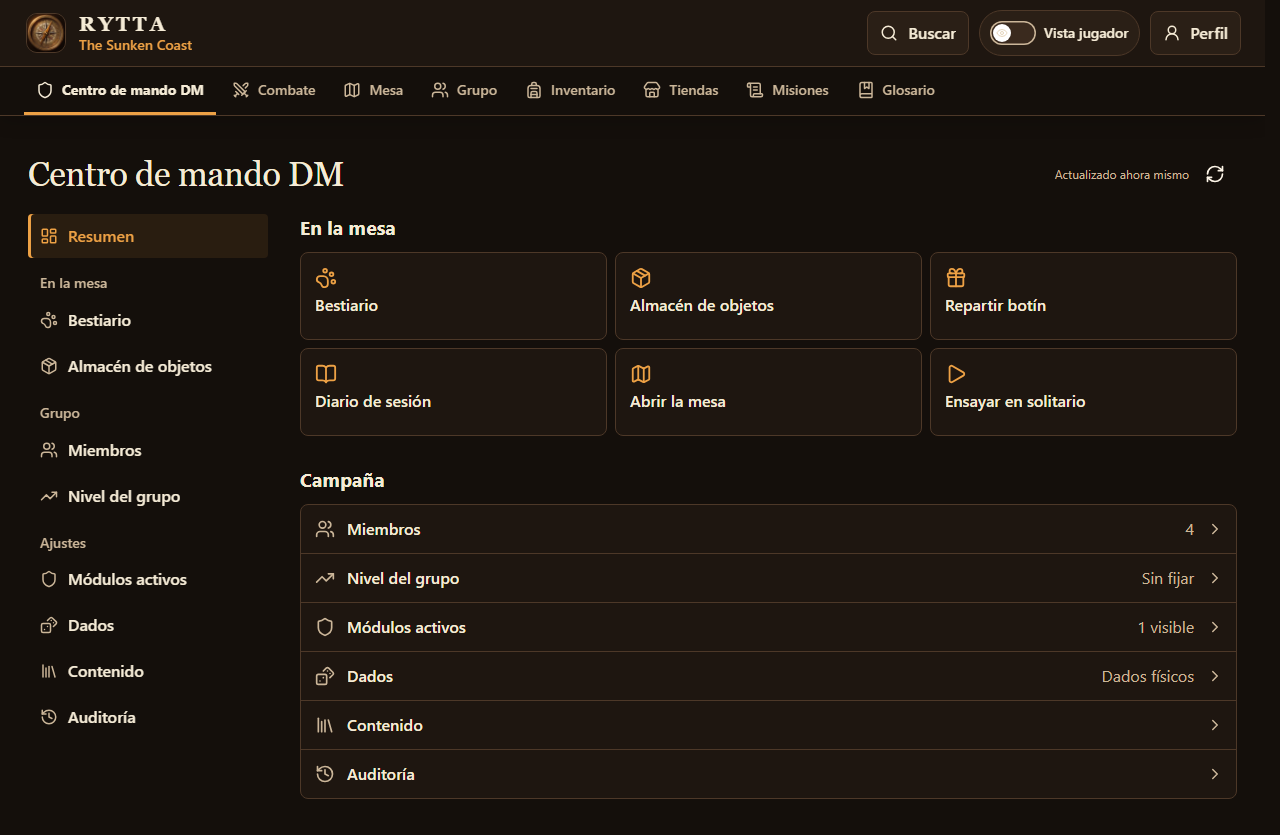 RYTTA
The Sunken Coast
Buscar
Vista jugador
Perfil
Centro de mando DM
Combate
Mesa
Grupo
Inventario
Tiendas
Misiones
Glosario
Centro de mando DM
Actualizado ahora mismo
Resumen
En la mesa
Bestiario
Almacén de objetos
Grupo
Miembros
Nivel del grupo
Ajustes
Módulos activos
Dados
Contenido
Auditoría
En la mesa
Bestiario
Almacén de objetos
Repartir botín
Diario de sesión
Abrir la mesa
Ensayar en solitario
Campaña
Miembros 4
Nivel del grupo Sin fijar
Módulos activos 1 visible
Dados Dados físicos
Contenido
Auditoría